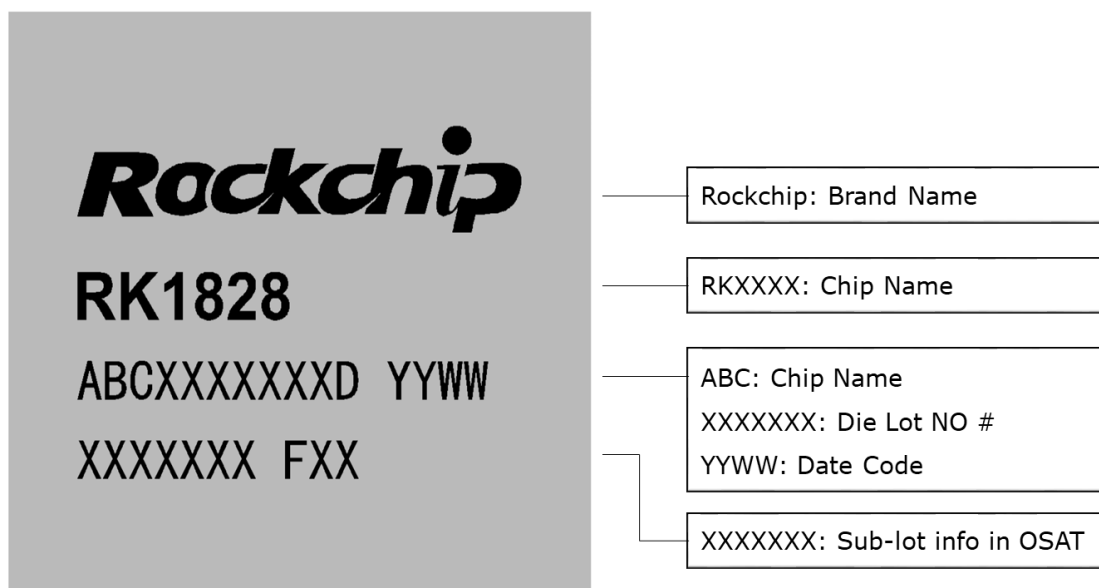 Rockchip
RK1828
ABCXXXXXXXD YYWW
XXXXXXX FXX
Rockchip: Brand Name
RKXXXX: Chip Name
ABC: Chip Name
XXXXXXX: Die Lot NO #
YYWW: Date Code
XXXXXXX: Sub-lot info in OSAT